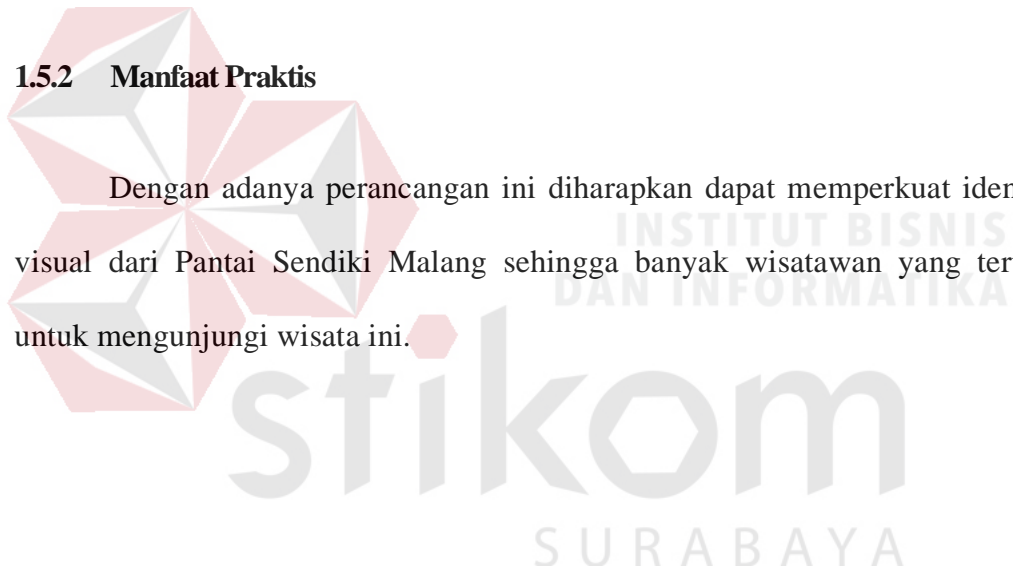 1.5.2 Manfaat Praktis
Dengan adanya perancangan ini diharapkan dapat memperkuat iden
INSTITUT BISNIS
visual dari Pantai Sendiki Malang sehingga banyak wisatawan yang ter
DAN INFORMATIKA
untuk mengunjungi wisata ini.
stikom
SURABAYA